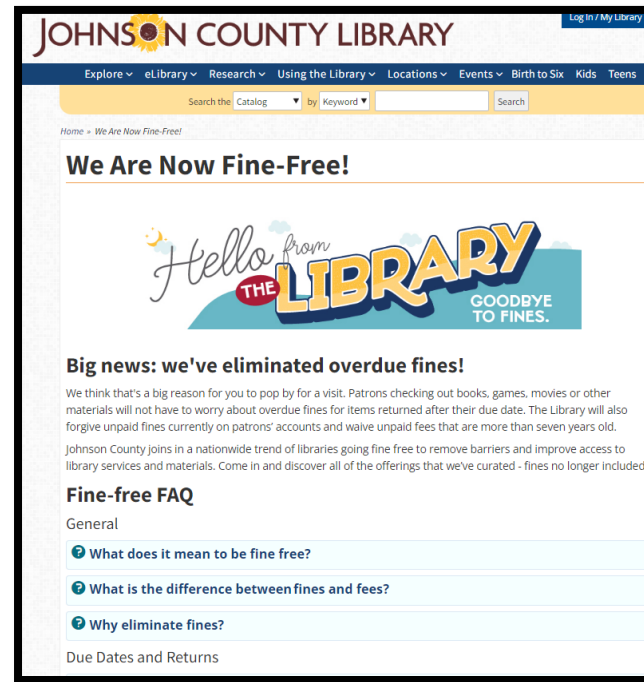 Log In / My Library
JOHNSON COUNTY LIBRARY
Explore eLibrary Research Using the Library Locations Events Birth to Six Kids Teens
Search the Catalog by Keyword Search
Home » We Are Now Fine-Free!
We Are Now Fine-Free!
Hello from
THE LIBRARY
GOODBYE
TO FINES.
Big news: we've eliminated overdue fines!
We think that's a big reason for you to pop by for a visit. Patrons checking out books, games, movies or other
materials will not have to worry about overdue fines for items returned after their due date. The Library will also
forgive unpaid fines currently on patrons' accounts and waive unpaid fees that are more than seven years old.
Johnson County joins in a nationwide trend of libraries going fine free to remove barriers and improve access to
library services and materials. Come in and discover all of the offerings that we've curated - fines no longer included
Fine-free FAQ
General
? What does it mean to be fine free?
? What is the difference between fines and fees?
? Why eliminate fines?
Due Dates and Returns